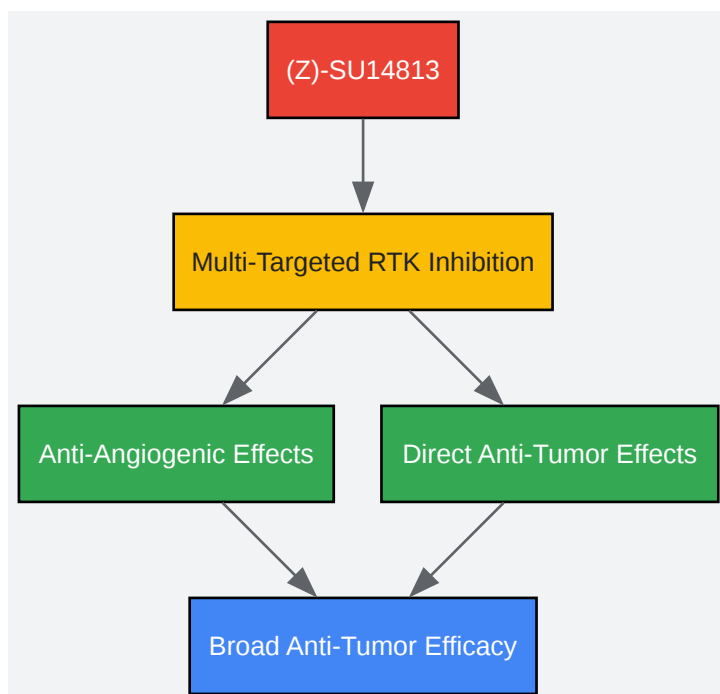 (Z)-SU14813
Multi-Targeted RTK Inhibition
Anti-Angiogenic Effects
Direct Anti-Tumor Effects
Broad Anti-Tumor Efficacy